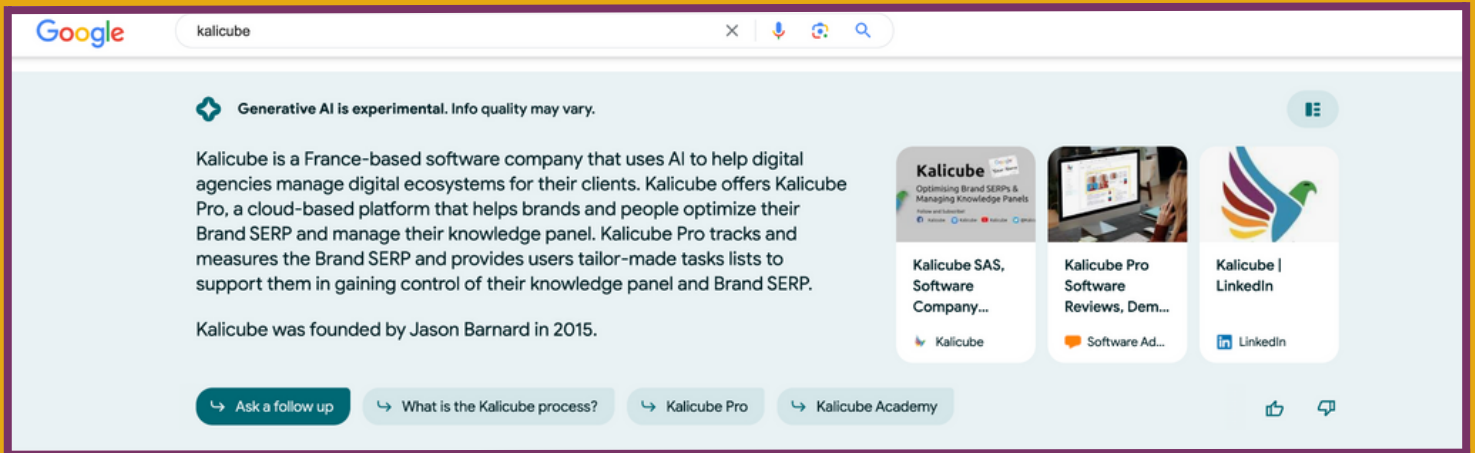 Google
kalicube
Generative AI is experimental. Info quality may vary.
Kalicube is a France-based software company that uses AI to help digital
agencies manage digital ecosystems for their clients. Kalicube offers Kalicube
Pro, a cloud-based platform that helps brands and people optimize their
Brand SERP and manage their knowledge panel. Kalicube Pro tracks and
measures the Brand SERP and provides users tailor-made tasks lists to
support them in gaining control of their knowledge panel and Brand SERP.
Kalicube was founded by Jason Barnard in 2015.
Kalicube
Optimising Brand SERPs &
Managing Knowledge Panels
Kalicube SAS,
Software
Company...
Kalicube
Kalicube Pro
Software
Reviews, Dem...
Software Ad...
Kalicube |
LinkedIn
in LinkedIn
Ask a follow up
What is the Kalicube process?
Kalicube Pro
Kalicube Academy